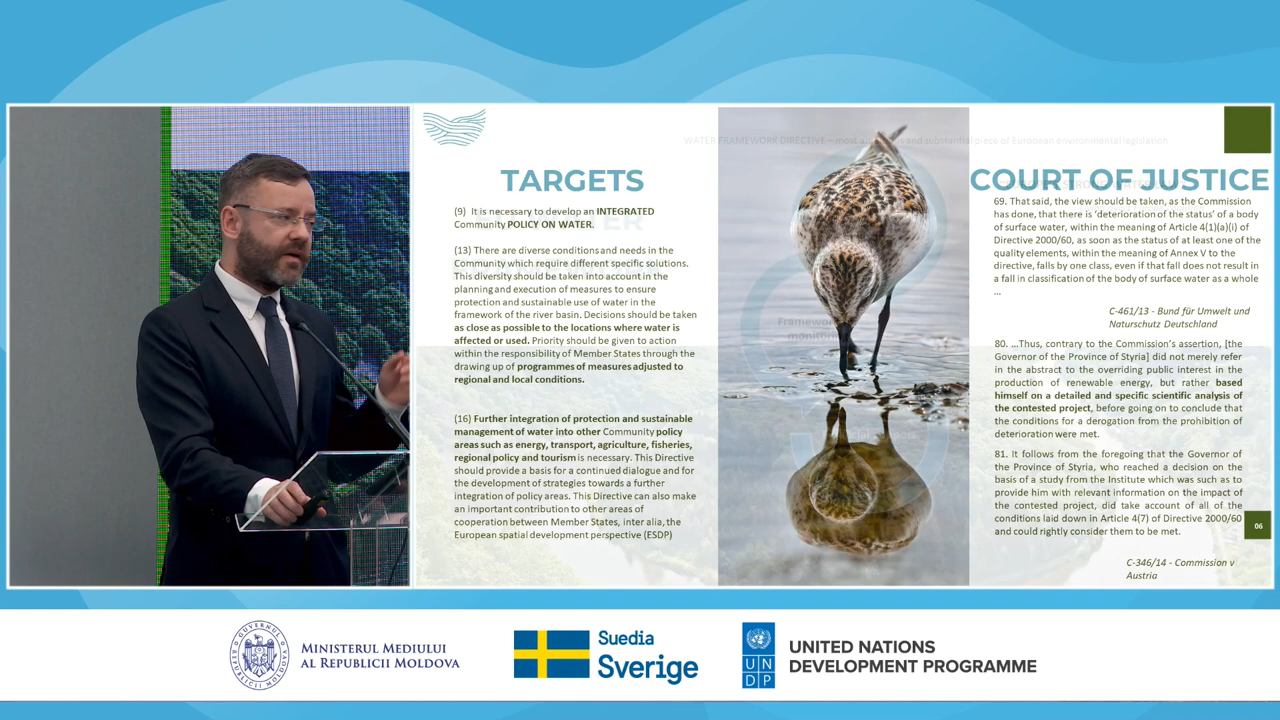 WATER FRAMEWORK DIRECTIVE – most
and substantial piece of European environmental legislation
TARGETS
(9) It is necessary to develop an INTEGRATED
Community POLICY ON WATER.
(13) There are diverse conditions and needs in the
Community which require different specific solutions.
This diversity should be taken into account in the
planning and execution of measures to ensure
protection and sustainable use of water in the
framework of the river basin. Decisions should be taken
as close as possible to the locations where water is
affected or used. Priority should be given to action
within the responsibility of Member States through the
drawing up of programmes of measures adjusted to
regional and local conditions.
(16) Further integration of protection and sustainable
management of water into other Community policy
areas such as energy, transport, agriculture, fisheries,
regional policy and tourism is necessary. This Directive
should provide a basis for a continued dialogue and for
the development of strategies towards a further
integration of policy areas. This Directive can also make
an important contribution to other areas of
cooperation between Member States, inter alia, the
European spatial development perspective (ESDP)
COURT OF JUSTICE
69. That said, the view should be taken, as the Commission
has done, that there is ‘deterioration of the status’ of a body
of surface water, within the meaning of Article 4(1)(a)(i) of
Directive 2000/60, as soon as the status of at least one of the
quality elements, within the meaning of Annex V to the
directive, falls by one class, even if that fall does not result in
a fall in classification of the body of surface water as a whole
…
C-461/13 - Bund für Umwelt und
Naturschutz Deutschland
80. …Thus, contrary to the Commission’s assertion, [the
Governor of the Province of Styria] did not merely refer
in the abstract to the overriding public interest in the
production of renewable energy, but rather based
himself on a detailed and specific scientific analysis of
the contested project, before going on to conclude that
the conditions for a derogation from the prohibition of
deterioration were met.
81. It follows from the foregoing that the Governor of
the Province of Styria, who reached a decision on the
basis of a study from the Institute which was such as to
provide him with relevant information on the impact of
the contested project, did take account of all of the
conditions laid down in Article 4(7) of Directive 2000/60
and could rightly consider them to be met.
06
C-346/14 - Commission v
Austria
MINISTERUL MEDIULUI
AL REPUBLICII MOLDOVA
Suedia
Sverige
UN
DP
UNITED NATIONS
DEVELOPMENT PROGRAMME